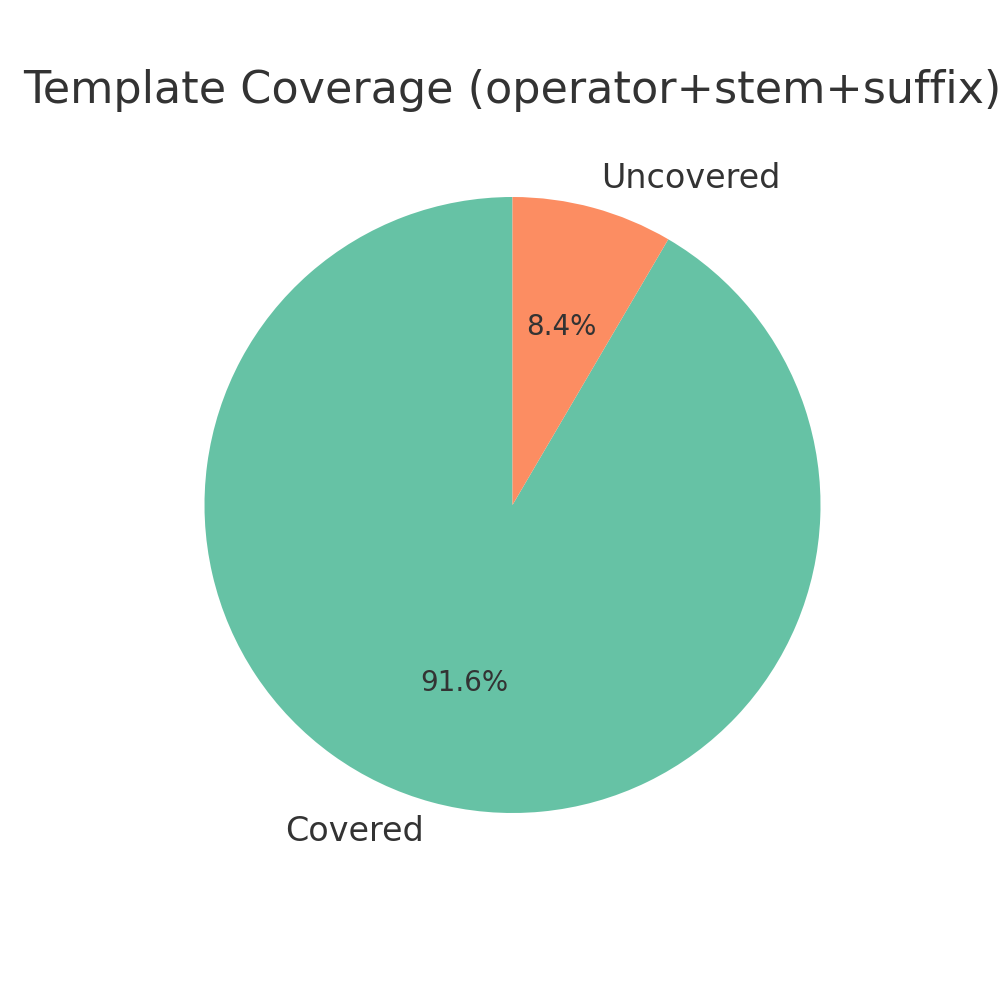 Template Coverage (operator+stem+suffix)
Uncovered
8.4%
91.6%
Covered